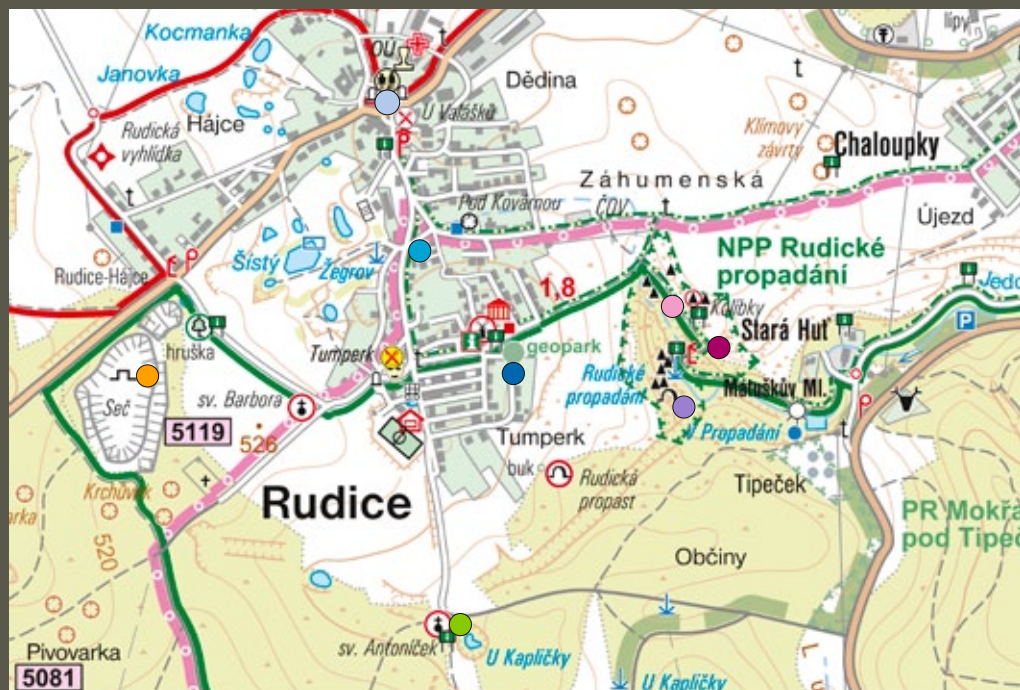 Kocmanka
OU
Janovka
Dědina
lípy
t
Hájce
U Valášků
Rudická
vyhlídka
Klímovy
závrty
Chaloupky
Záhumenská
ČOV
t
Pod Kovárnou
Újezd
NPP Rudické
propadání
Rudice-Hájce
Šístý
Žegrov
1,8
Kolíbky
Stará Huť
hruška
Tumperk
geopark
Rudické
propadání
Matuškův Ml.
Seč
sv. Barbora
5119
526
V Propadání
Tumperk
buk
Rudická
propast
Tipeček
P
Krchůvek
Rudice
520
PR Mokřa
pod Tipeč
Občiny
sv. Antoníček
U Kapličky
Pivovarka
5081
U Kapličky